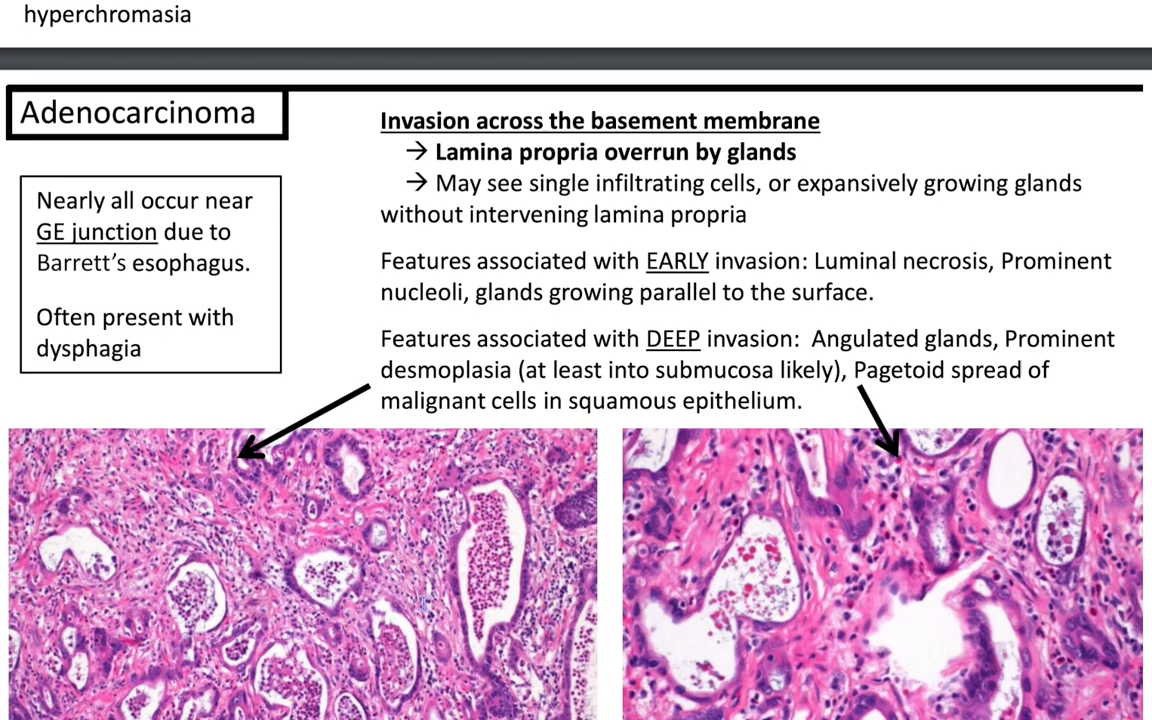 hyperchromasia
Adenocarcinoma
Nearly all occur near
GE junction due to
Barrett's esophagus.
Often present with
dysphagia
Invasion across the basement membrane
→ Lamina propria overrun by glands
→ May see single infiltrating cells, or expansively growing glands
without intervening lamina propria
Features associated with EARLY invasion: Luminal necrosis, Prominent
nucleoli, glands growing parallel to the surface.
Features associated with DEEP invasion:  Angulated glands, Prominent
desmoplasia (at least into submucosa likely), Pagetoid spread of
malignant cells in squamous epithelium.